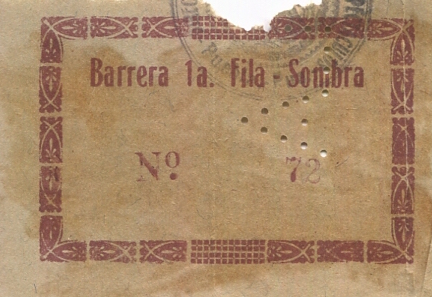 Barrera 1a. Fila - Sombra
Nº 72